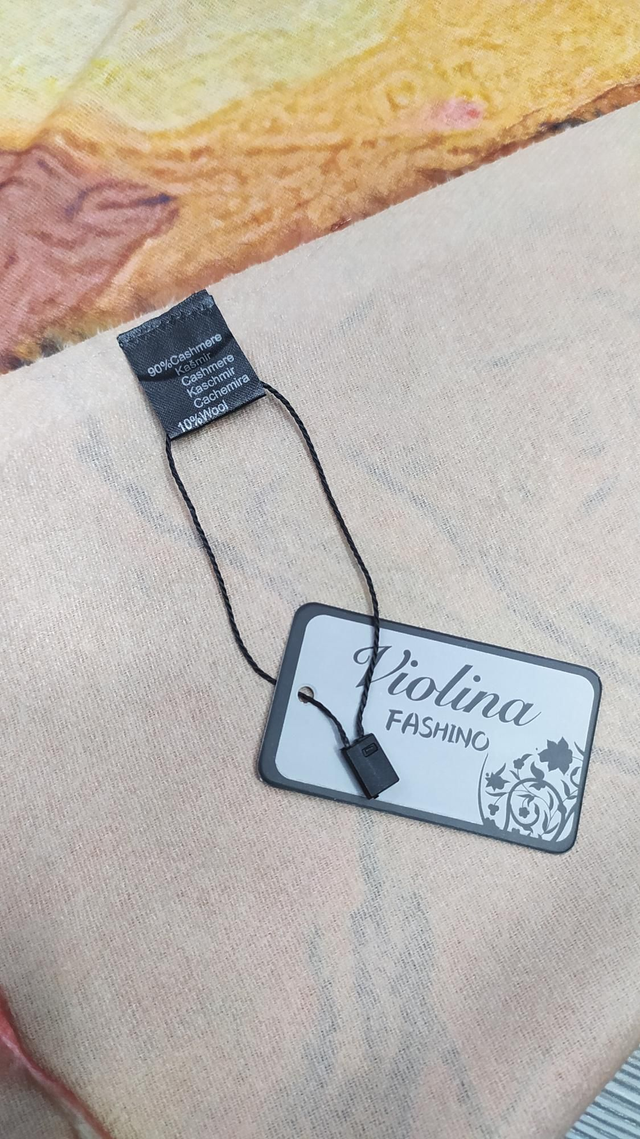 90%Cashmere
Kašmir
Cashmere
Kaschmir
Cachemira
10%Wool
Violina
FASHINO